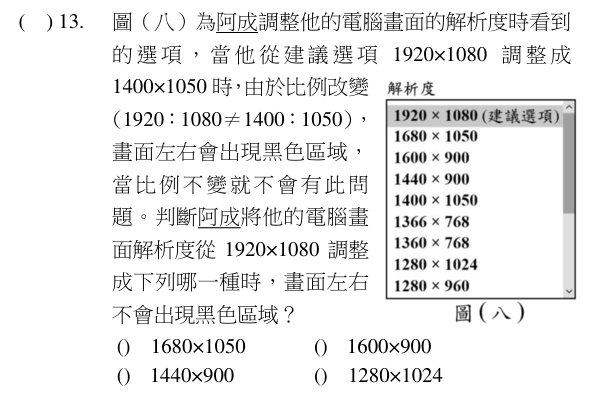 ( ) 13. 圖（八）為阿成調整他的電腦畫面的解析度時看到
的選項，當他從建議選項 1920×1080 調整成
1400×1050 時，由於比例改變
（1920：1080≠1400：1050），
畫面左右會出現黑色區域，
當比例不變就不會有此問
題。判斷阿成將他的電腦畫
面解析度從 1920×1080 調整
成下列哪一種時，畫面左右
不會出現黑色區域？
解析度
1920 × 1080 (建議選項)
1680 × 1050
1600 × 900
1440 × 900
1400 × 1050
1366 × 768
1360 × 768
1280 × 1024
1280 × 960
圖(八)
() 1680×1050 () 1600×900
() 1440×900 () 1280×1024